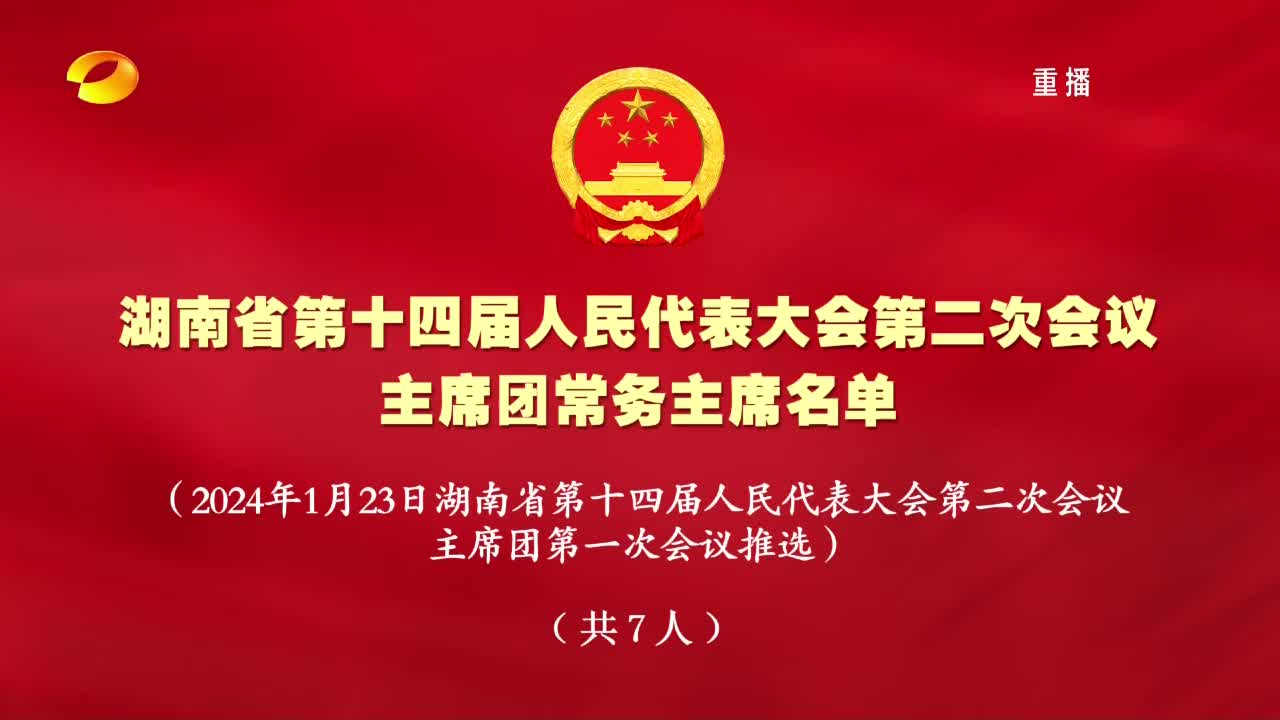 重播
湖南省第十四届人民代表大会第二次会议
主席团常务主席名单
（2024年1月23日湖南省第十四届人民代表大会第二次会议
主席团第一次会议推选）
（共7人）